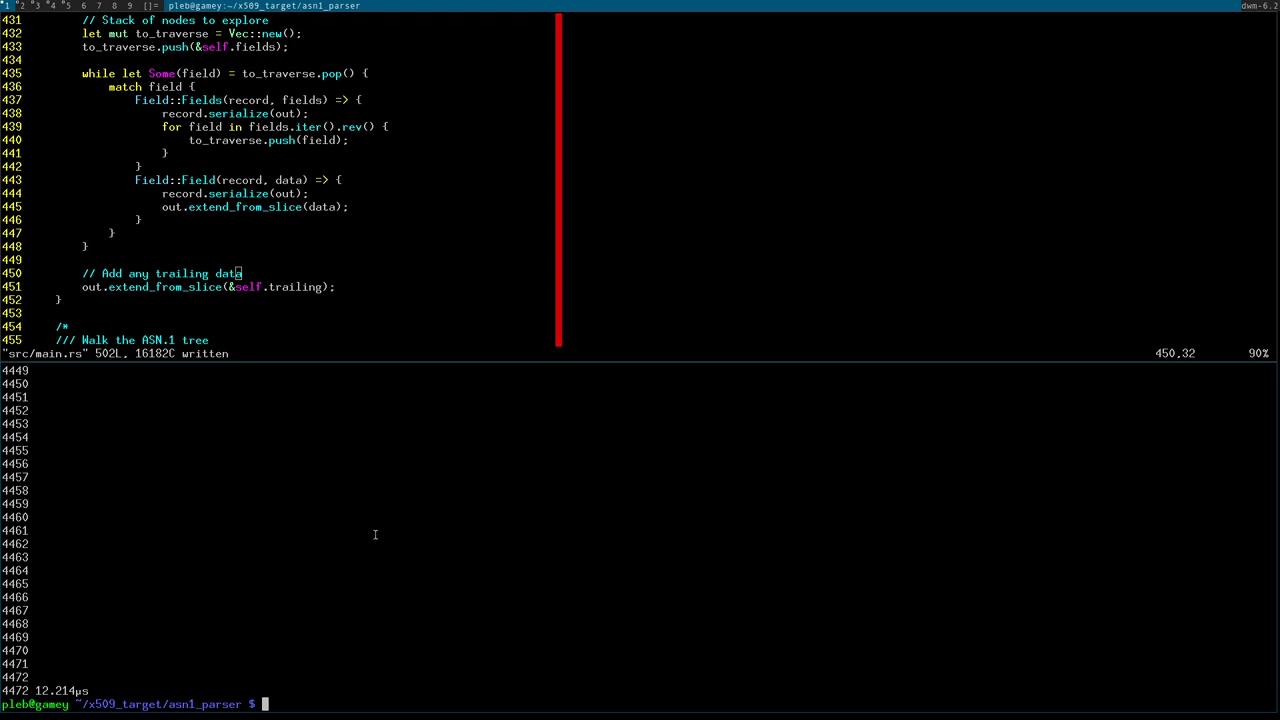 1 2 3 4 5 6 7 8 9 []= pleb@gamey:~/x509_target/asn1_parser dwm-6.2
431 // Stack of nodes to explore
432 let mut to_traverse = Vec::new();
433 to_traverse.push(&self.fields);
434
435 while let Some(field) = to_traverse.pop() {
436 match field {
437 Field::Fields(record, fields) => {
438 record.serialize(out);
439 for field in fields.iter().rev() {
440 to_traverse.push(field);
441 }
442 }
443 Field::Field(record, data) => {
444 record.serialize(out);
445 out.extend_from_slice(data);
446 }
447 }
448 }
449
450 // Add any trailing data
451 out.extend_from_slice(&self.trailing);
452 }
453
454 /*
455 /// Walk the ASN.1 tree
"src/main.rs" 502L, 16182C written 450,32 90%
4449
4450
4451
4452
4453
4454
4455
4456
4457
4458
4459
4460
4461
4462
4463
4464
4465
4466
4467
4468
4469
4470
4471
4472
4472 12.214µs
pleb@gamey ~/x509_target/asn1_parser $